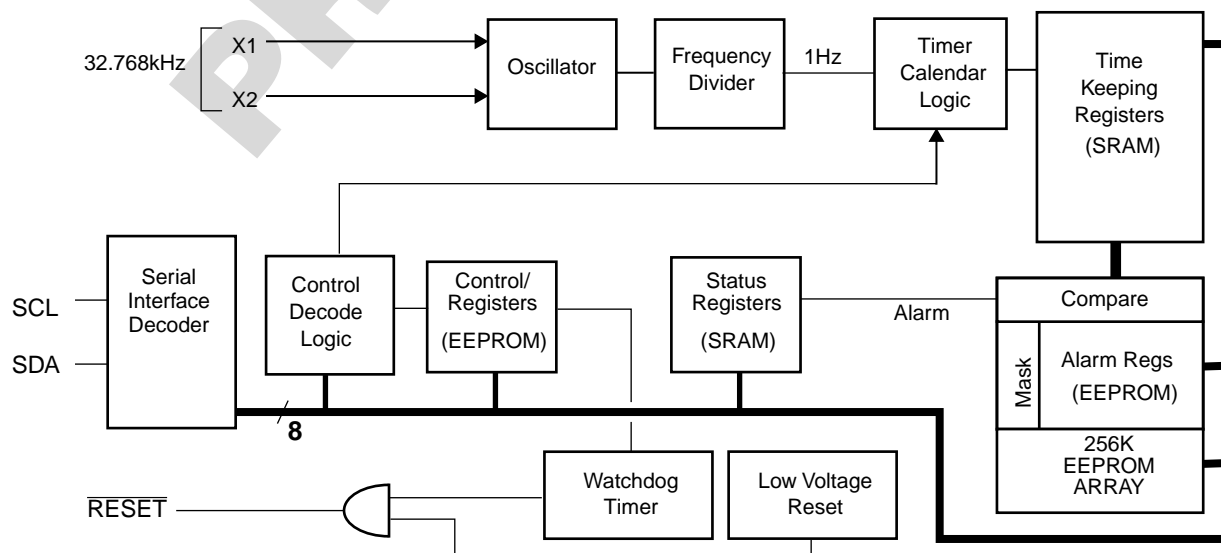 X1
32.768kHz
X2
Oscillator
Frequency
Divider
1Hz
Timer
Calendar
Logic
Time
Keeping
Registers
(SRAM)
Serial
Interface
Decoder
SCL
SDA
Control
Decode
Logic
Control/
Registers
(EEPROM)
Status
Registers
(SRAM)
Alarm
Compare
Mask
Alarm Regs
(EEPROM)
256K
EEPROM
ARRAY
8
Watchdog
Timer
Low Voltage
Reset
RESET